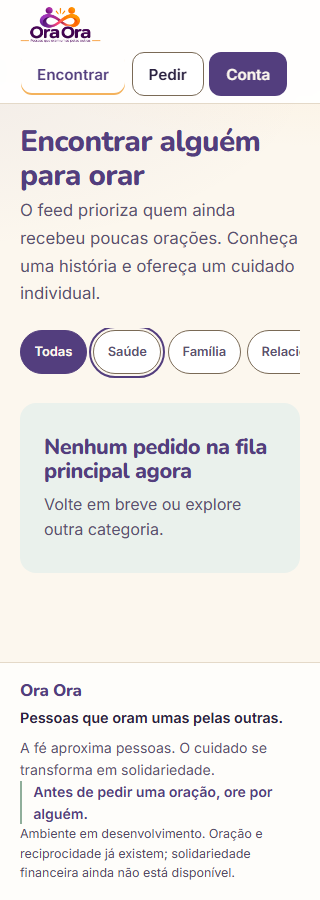 Ora Ora
Encontrar
Pedir
Conta
Encontrar alguém
para orar
O feed prioriza quem ainda
recebeu poucas orações. Conheça
uma história e ofereça um cuidado
individual.
Todas
Saúde
Família
Relaci
Nenhum pedido na fila
principal agora
Volte em breve ou explore
outra categoria.
Ora Ora
Pessoas que oram umas pelas outras.
A fé aproxima pessoas. O cuidado se
transforma em solidariedade.
Antes de pedir uma oração, ore por
alguém.
Ambiente em desenvolvimento. Oração e
reciprocidade já existem; solidariedade
financeira ainda não está disponível.